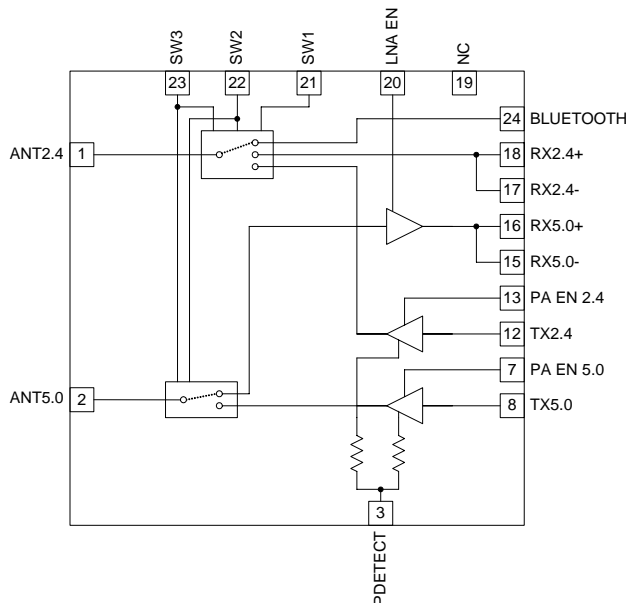 SW3
SW2
SW1
LNA EN
NC
23
22
21
20
19
24 BLUETOOTH
ANT2.4 1
18 RX2.4+
17 RX2.4-
16 RX5.0+
15 RX5.0-
13 PA EN 2.4
12 TX2.4
7 PA EN 5.0
ANT5.0 2
8 TX5.0
3
PDETECT